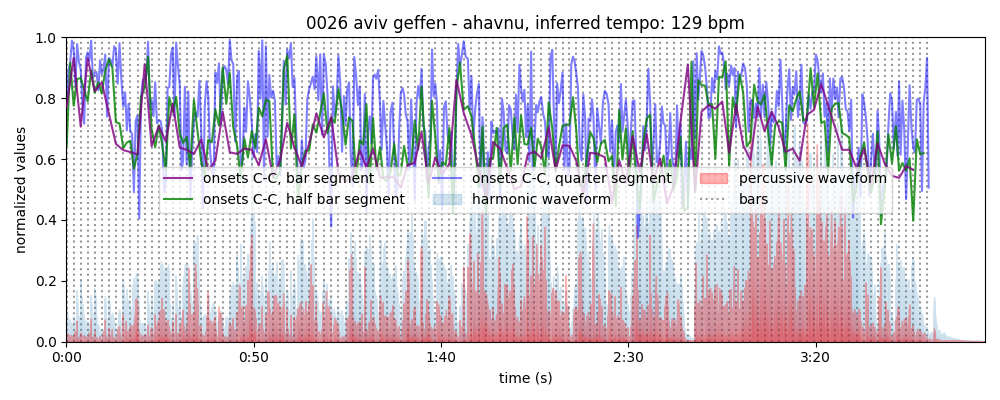 0026 aviv geffen - ahavnu, inferred tempo: 129 bpm
1.0
0.8
0.6
0.4
0.2
0.0
normalized values
onsets C-C, bar segment
onsets C-C, half bar segment
onsets C-C, quarter segment
harmonic waveform
percussive waveform
bars
0:00 0:50 1:40 2:30 3:20
time (s)